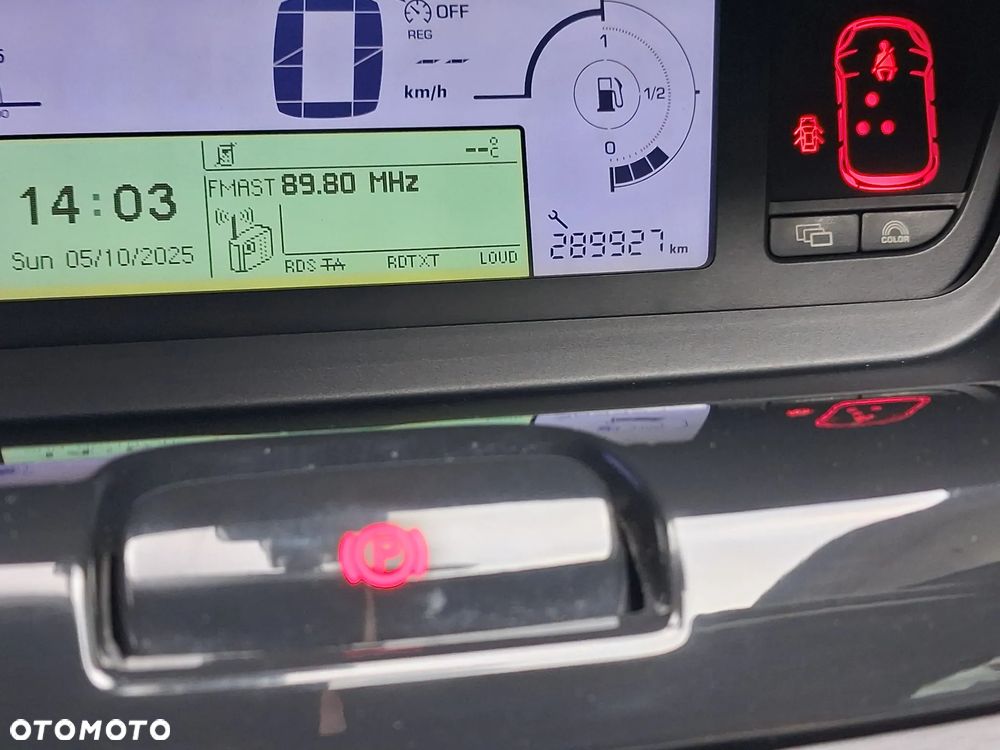 OFF
REG
km/h
1
1/2
0
--°C
FMAST 89.80 MHz
14:03
Sun 05/10/2025
RDS TA RDTXT LOUD
289927 km
COLOR
P
OTOMOTO